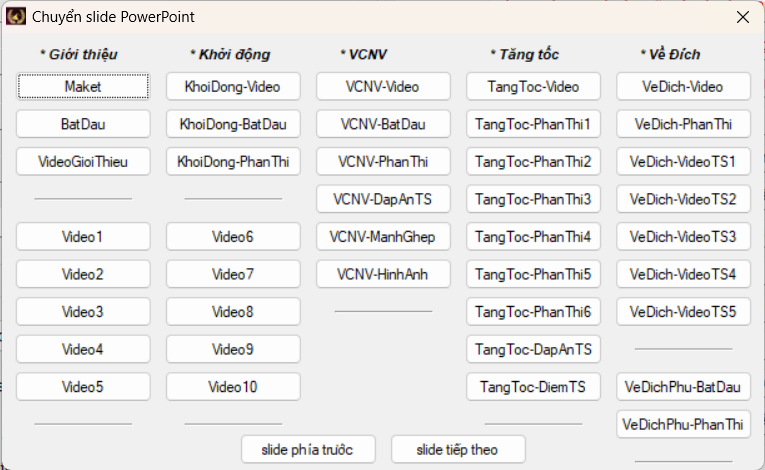 Chuyển slide PowerPoint
* Giới thiệu * Khởi động * VCNV * Tăng tốc * Về Đích
Maket KhoiDong-Video VCNV-Video TangToc-Video VeDich-Video
BatDau KhoiDong-BatDau VCNV-BatDau TangToc-PhanThi1 VeDich-PhanThi
VideoGioiThieu KhoiDong-PhanThi VCNV-PhanThi TangToc-PhanThi2 VeDich-VideoTS1
VCNV-DapAnTS TangToc-PhanThi3 VeDich-VideoTS2
Video1 Video6 VCNV-ManhGhep TangToc-PhanThi4 VeDich-VideoTS3
Video2 Video7 VCNV-HinhAnh TangToc-PhanThi5 VeDich-VideoTS4
Video3 Video8 TangToc-PhanThi6 VeDich-VideoTS5
Video4 Video9 TangToc-DapAnTS
Video5 Video10 TangToc-DiemTS VeDichPhu-BatDau
VeDichPhu-PhanThi
slide phía trước slide tiếp theo